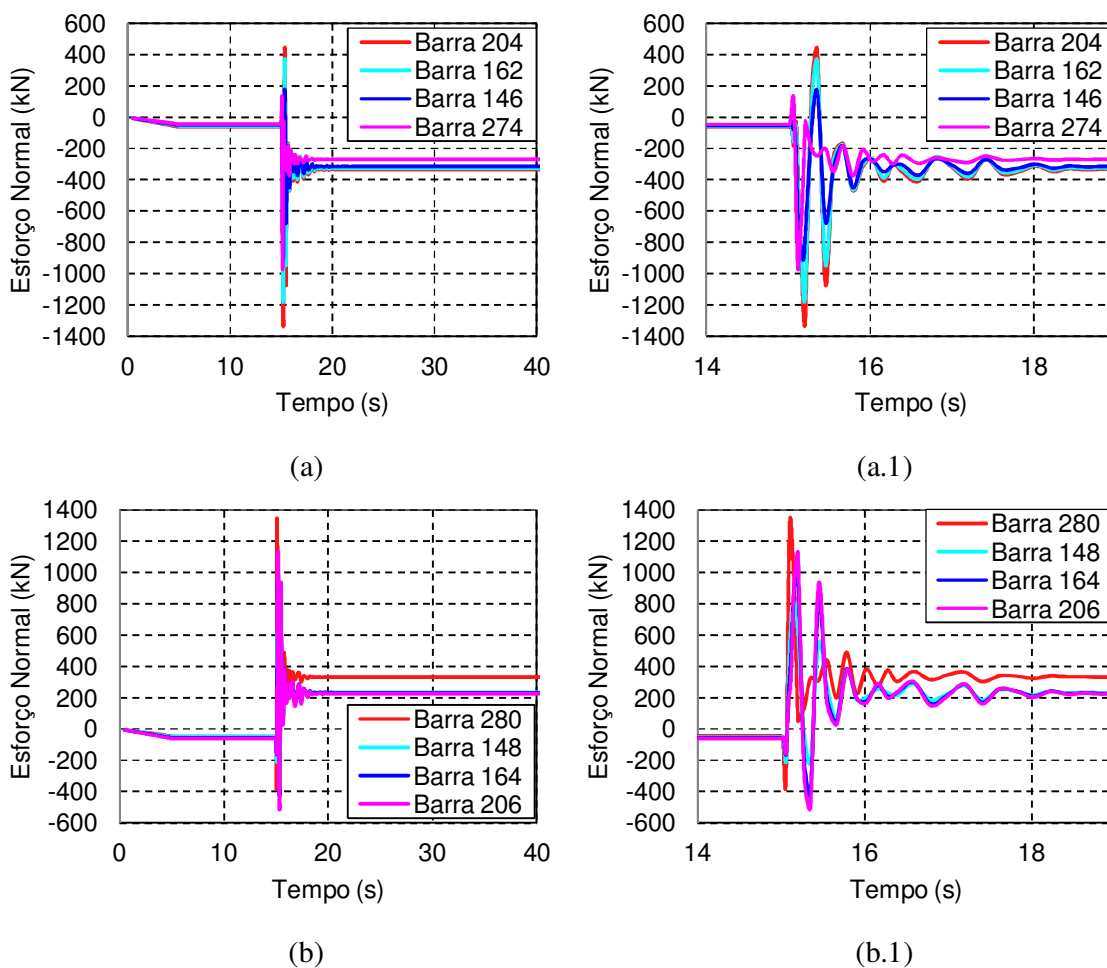 600
400
200
0
-200
-400
-600
-800
-1000
-1200
-1400
Esforço Normal (kN)
0 10 20 30 40
Tempo (s)
Barra 204
Barra 162
Barra 146
Barra 274
(a)
600
400
200
0
-200
-400
-600
-800
-1000
-1200
-1400
Esforço Normal (kN)
14 15 16 17 18
Tempo (s)
Barra 204
Barra 162
Barra 146
Barra 274
(a.1)
1400
1200
1000
800
600
400
200
0
-200
-400
-600
Esforço Normal (kN)
0 10 20 30 40
Tempo (s)
Barra 280
Barra 148
Barra 164
Barra 206
(b)
1400
1200
1000
800
600
400
200
0
-200
-400
-600
Esforço Normal (kN)
14 16 18
Tempo (s)
Barra 280
Barra 148
Barra 164
Barra 206
(b.1)